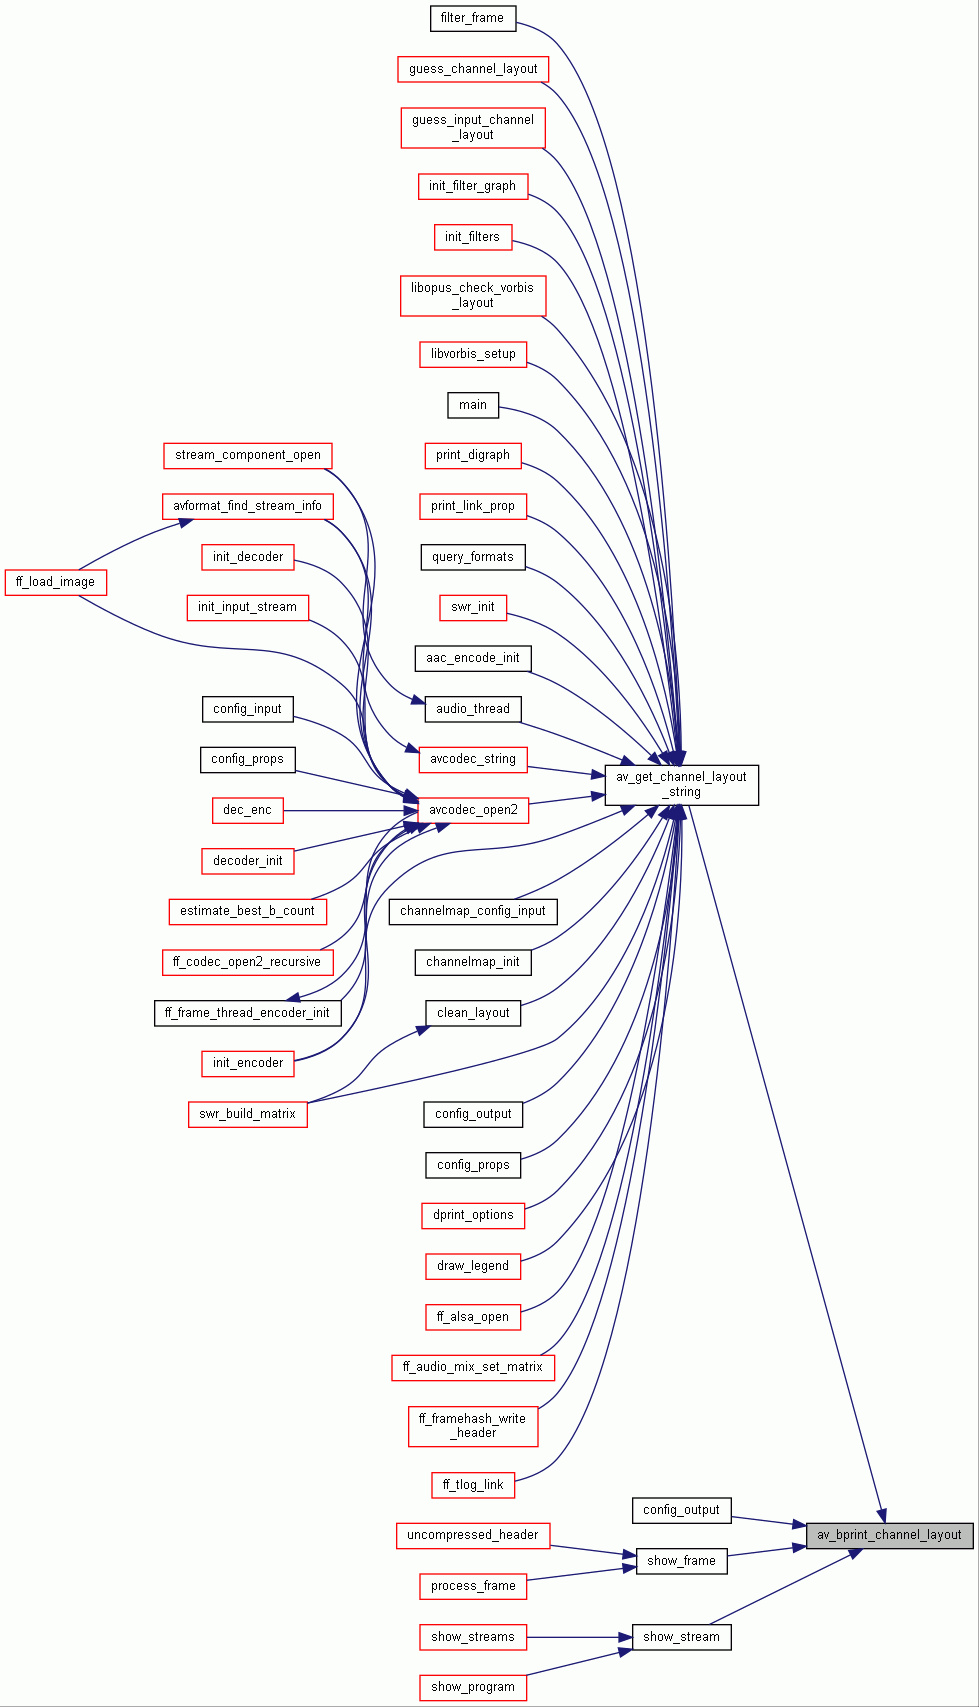 filter_frame
guess_channel_layout
guess_input_channel
_layout
init_filter_graph
init_filters
libopus_check_vorbis
_layout
libvorbis_setup
main
print_digraph
stream_component_open
avformat_find_stream_info
print_link_prop
query_formats
init_decoder
ff_load_image
init_input_stream
swr_init
aac_encode_init
config_input
audio_thread
config_props
avcodec_string
av_get_channel_layout
_string
dec_enc
avcodec_open2
decoder_init
estimate_best_b_count
channelmap_config_input
ff_codec_open2_recursive
channelmap_init
ff_frame_thread_encoder_init
clean_layout
init_encoder
swr_build_matrix
config_output
config_props
dprint_options
draw_legend
ff_alsa_open
ff_audio_mix_set_matrix
ff_framehash_write
_header
ff_tlog_link
config_output
uncompressed_header
av_bprint_channel_layout
show_frame
process_frame
show_streams
show_stream
show_program